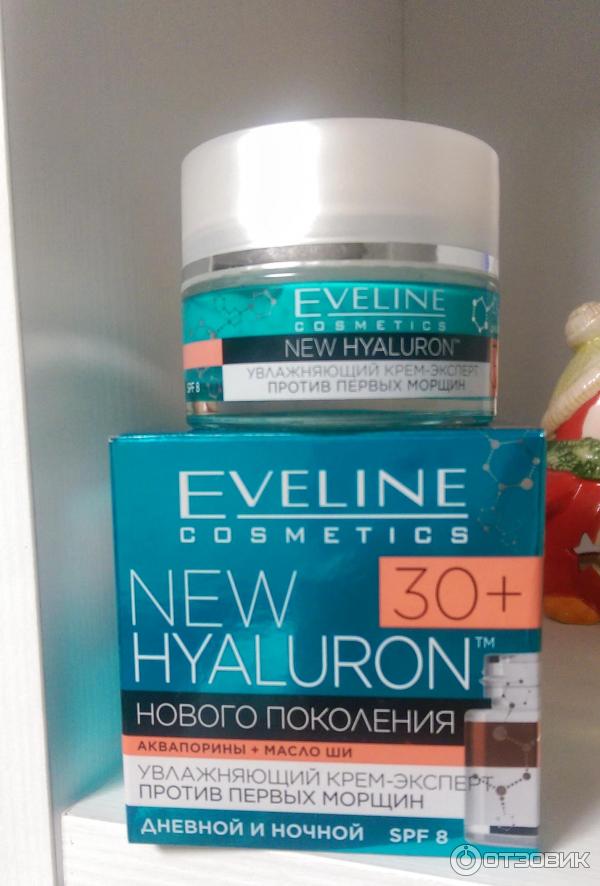 EVELINE
COSMETICS
NEW HYALURON™
SPF 8
УВЛАЖНЯЮЩИЙ КРЕМ-ЭКСПЕРТ
ПРОТИВ ПЕРВЫХ МОРЩИН
EVELINE
COSMETICS
30+
NEW
HYALURON™
НОВОГО ПОКОЛЕНИЯ
АКВАПОРИНЫ + МАСЛО ШИ
УВЛАЖНЯЮЩИЙ КРЕМ-ЭКСПЕРТ
ПРОТИВ ПЕРВЫХ МОРЩИН
ДНЕВНОЙ И НОЧНОЙ SPF 8
ОТЗОВИК